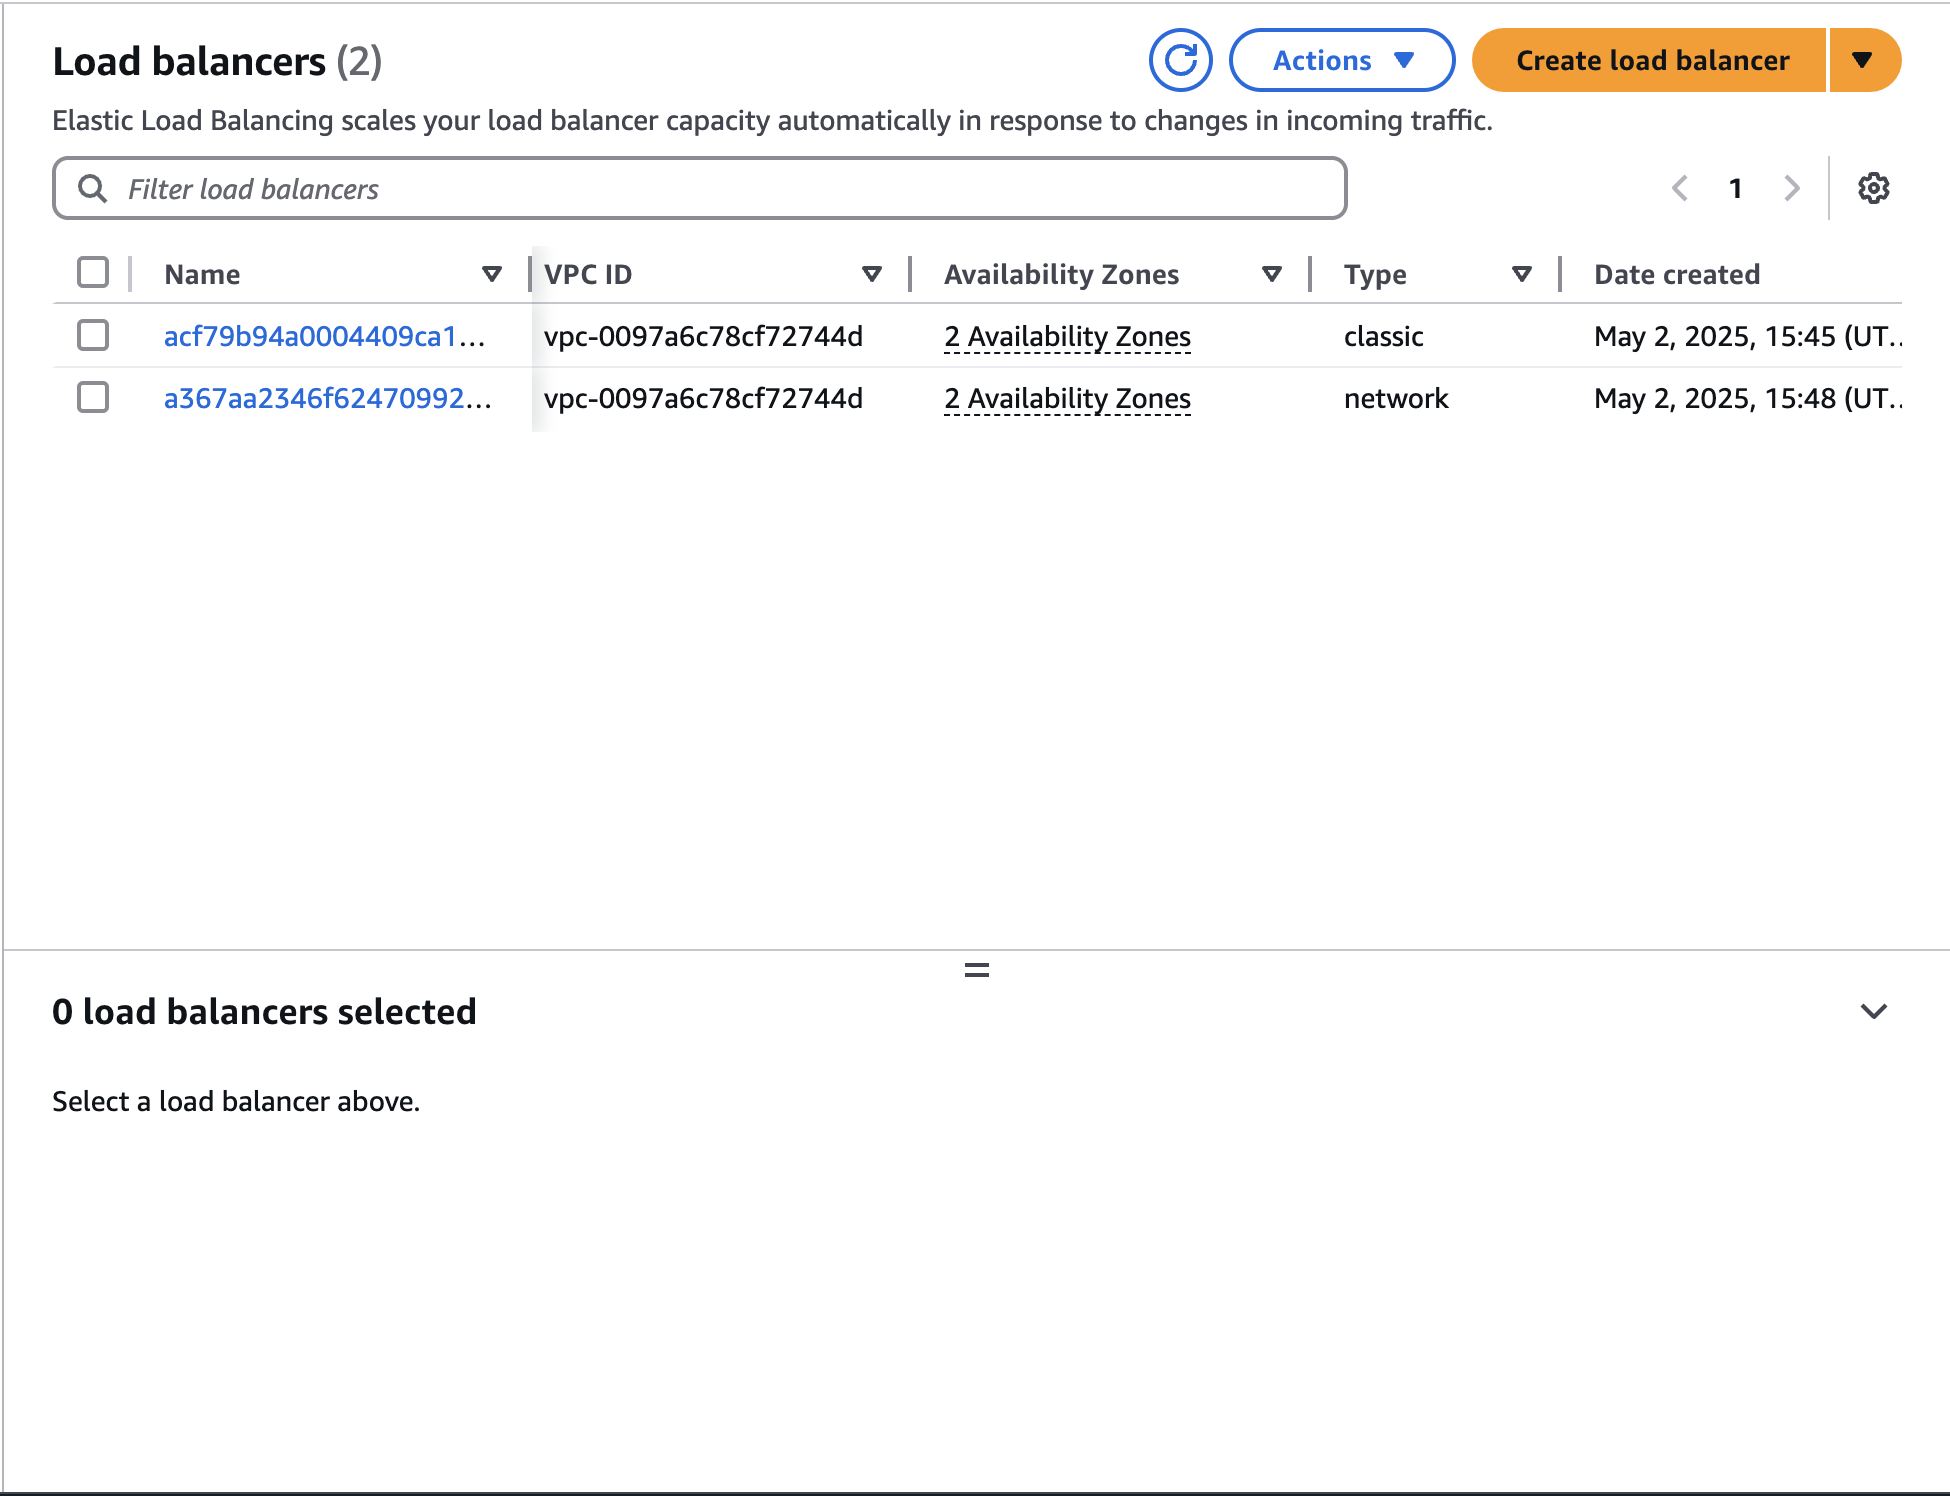 Load balancers (2)
Actions
Create load balancer
Elastic Load Balancing scales your load balancer capacity automatically in response to changes in incoming traffic.
Filter load balancers
1
Name VPC ID Availability Zones Type Date created
acf79b94a0004409ca1... vpc-0097a6c78cf72744d 2 Availability Zones classic May 2, 2025, 15:45 (UT..
a367aa2346f62470992... vpc-0097a6c78cf72744d 2 Availability Zones network May 2, 2025, 15:48 (UT..
0 load balancers selected
Select a load balancer above.